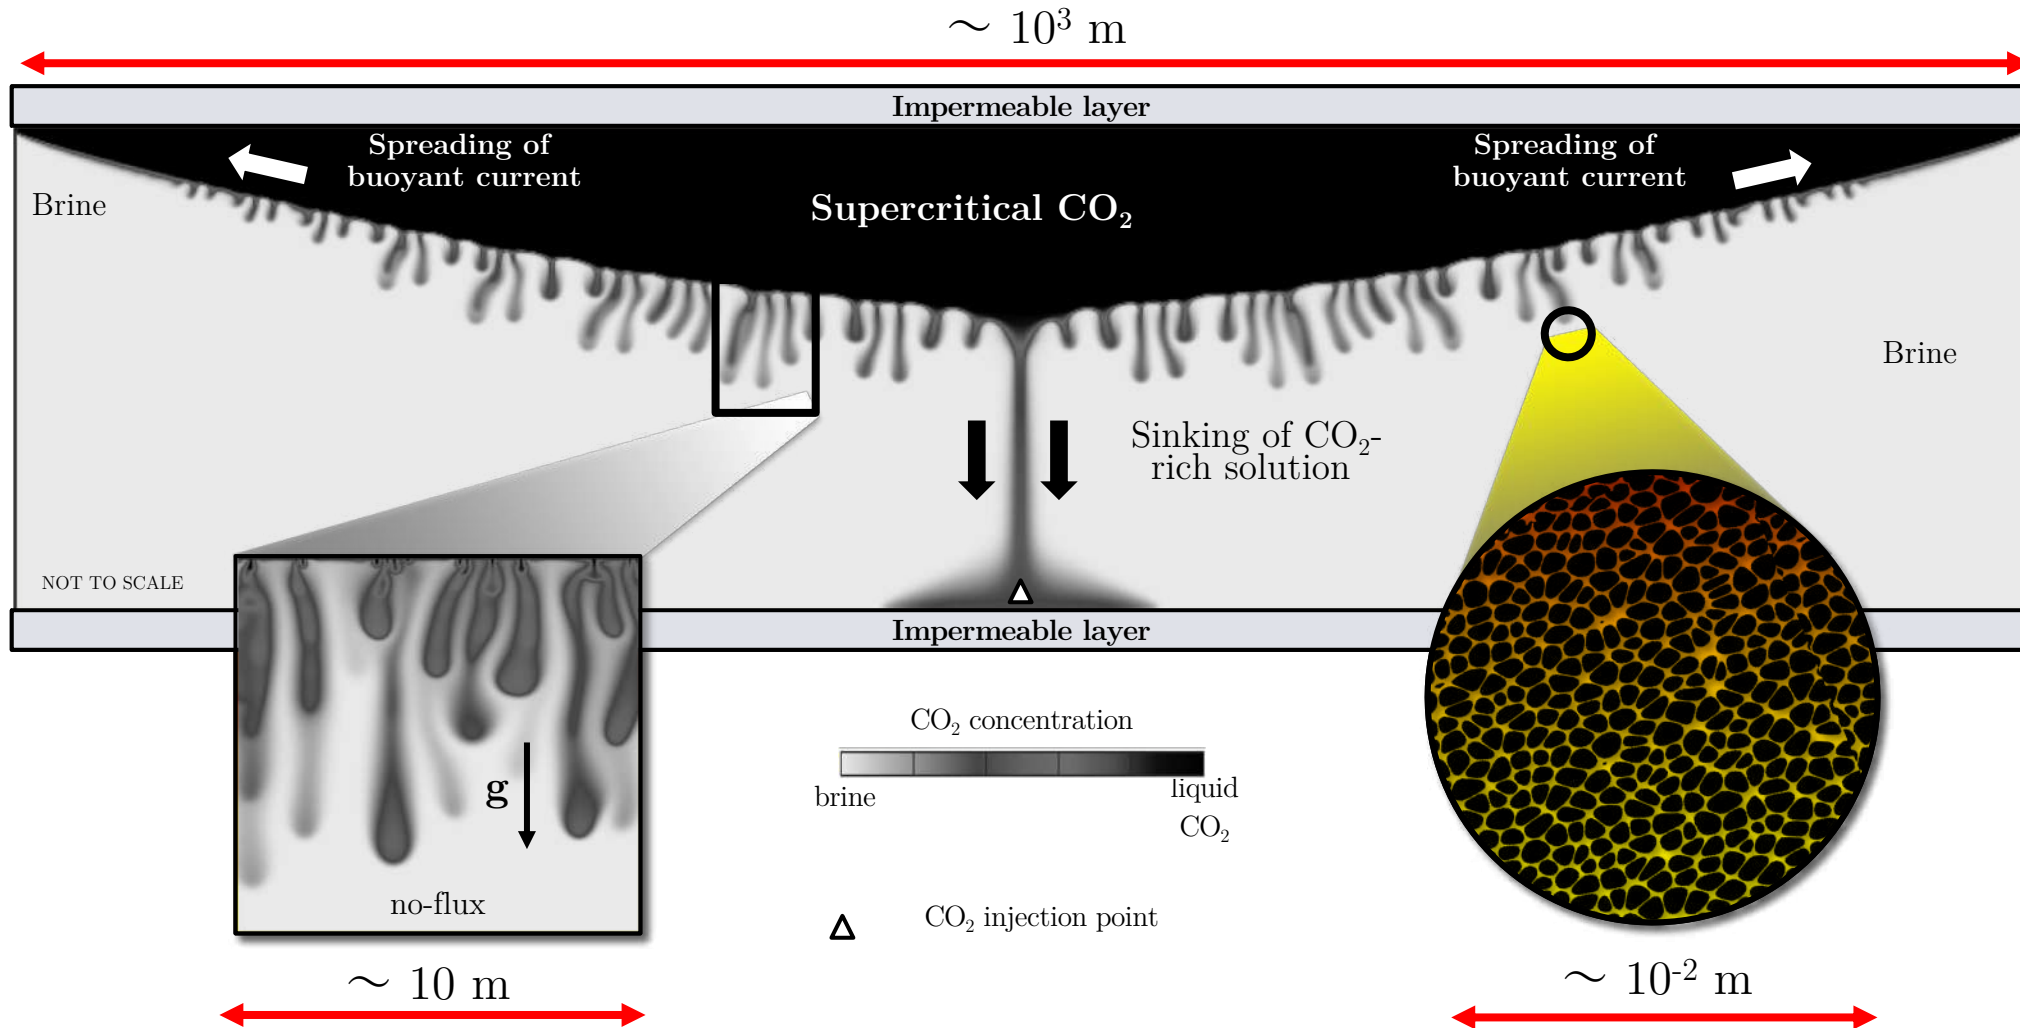 ∼ 10³ m
Impermeable layer
Spreading of
buoyant current
Spreading of
buoyant current
Brine
Supercritical CO₂
Brine
Sinking of CO₂-
rich solution
NOT TO SCALE
Impermeable layer
CO₂ concentration
brine
liquid
CO₂
g
no-flux
CO₂ injection point
∼ 10 m
∼ 10⁻² m